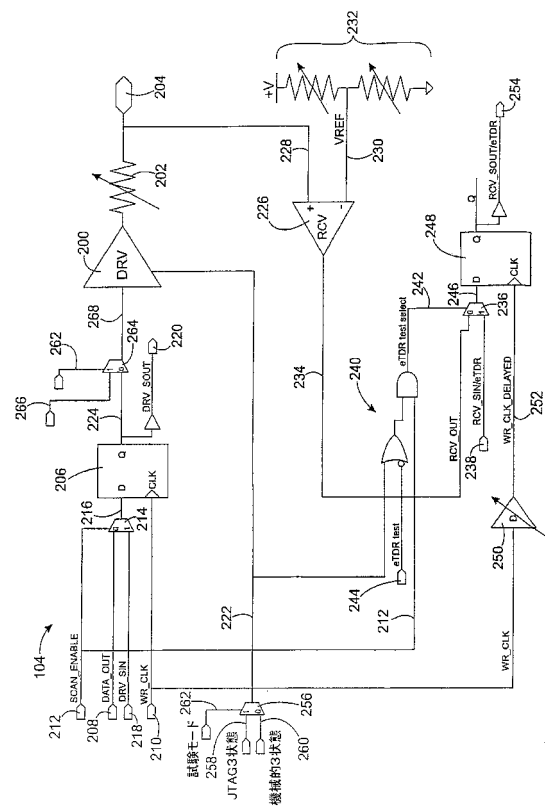 104
SCAN_ENABLE
212
DATA_OUT
208
DRV_SIN
218
WR_CLK
210
216
214
206
D
Q
CLK
224
DRV_SOUT
220
266
262
264
268
200
DRV
202
204
試験モード
262
258
JTAG3状態
機械的3状態
260
256
222
212
eTDR test
244
240
eTDR test select
242
234
226
RCV
+
-
228
230
VREF
+V
232
RCV_OUT
RCV_SIN/eTDR
238
236
246
248
D
Q
Q
CLK
RCV_SOUT/eTDR
254
WR_CLK
250
D
WR_CLK_DELAYED
252